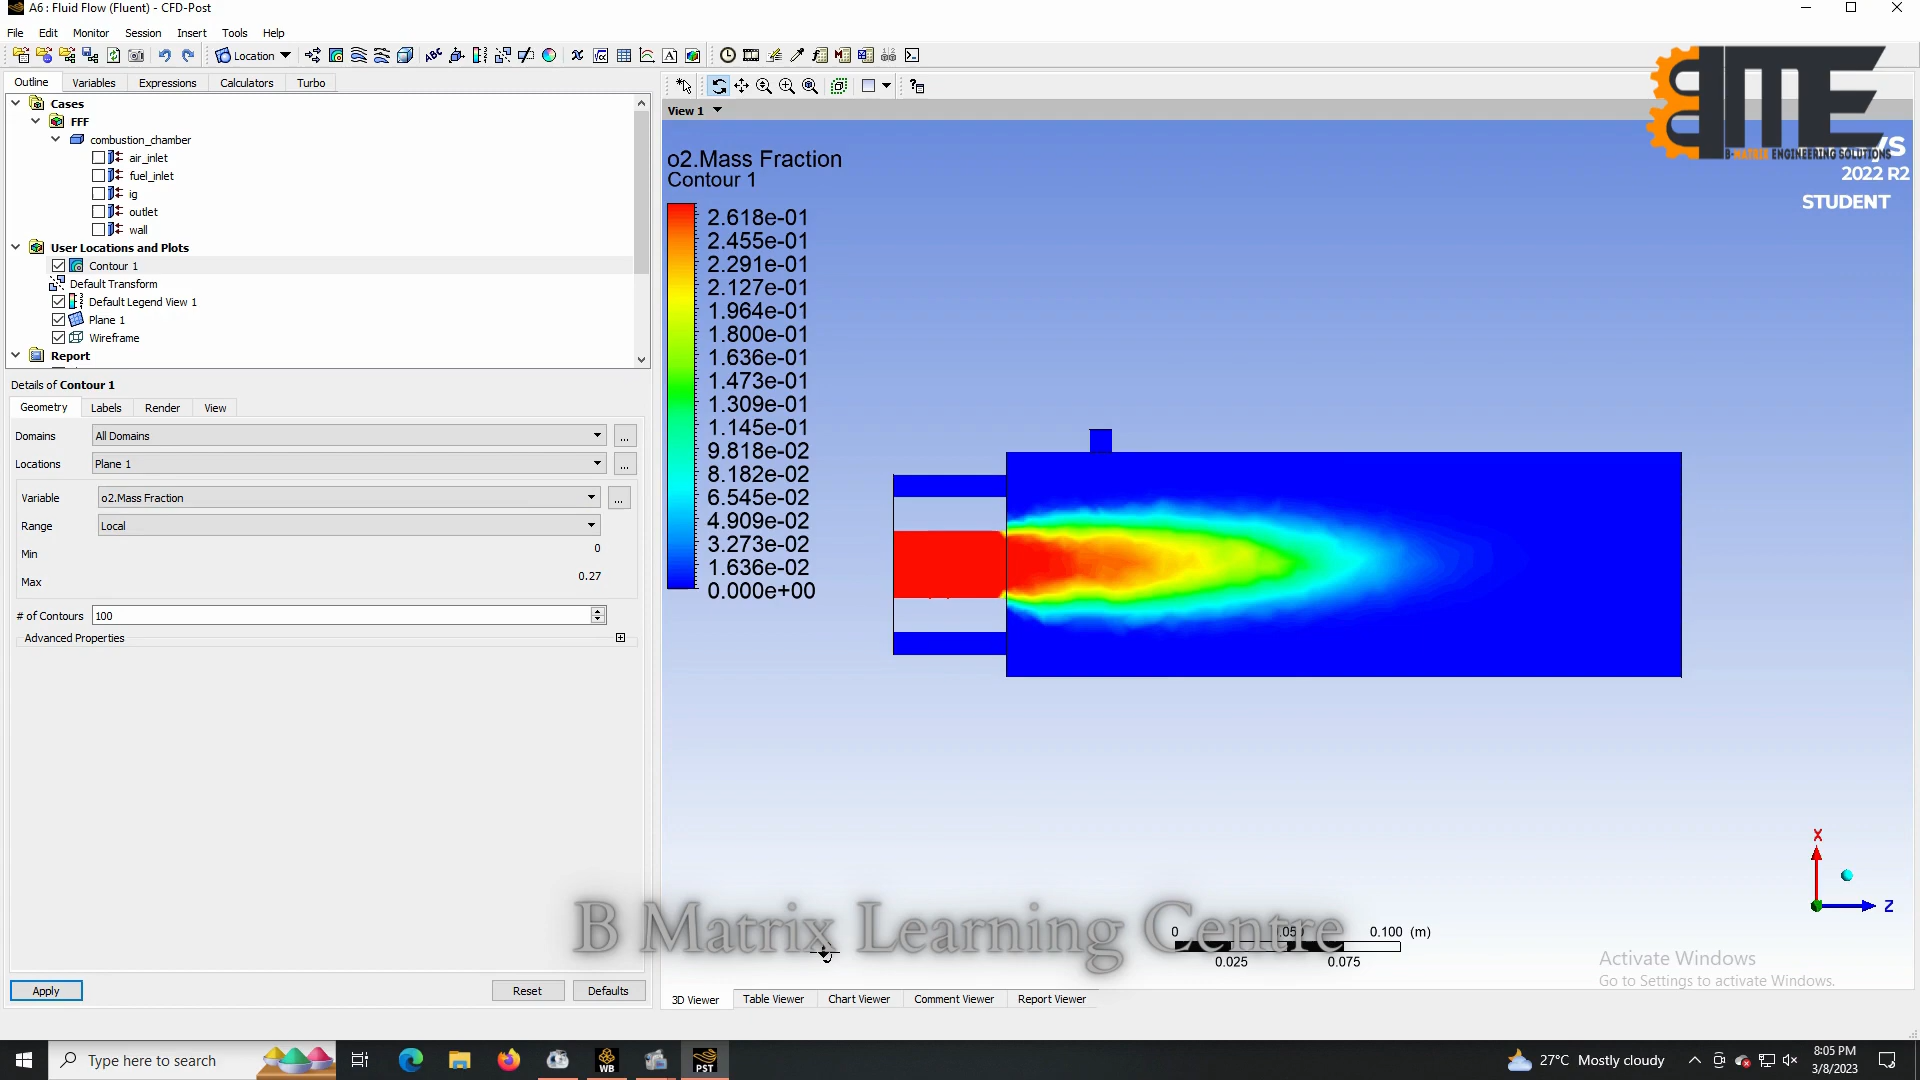 A6 : Fluid Flow (Fluent) - CFD-Post
File Edit Monitor Session Insert Tools Help
Location
Outline Variables Expressions Calculators Turbo
Cases
FFF
combustion_chamber
air_inlet
fuel_inlet
ig
outlet
wall
User Locations and Plots
Contour 1
Default Transform
Default Legend View 1
Plane 1
Wireframe
Report
Details of Contour 1
Geometry Labels Render View
Domains All Domains ...
Locations Plane 1 ...
Variable o2.Mass Fraction ...
Range Local
Min 0
Max 0.27
# of Contours 100
Advanced Properties
Apply Reset Defaults
View 1
o2.Mass Fraction
Contour 1
2.618e-01
2.455e-01
2.291e-01
2.127e-01
1.964e-01
1.800e-01
1.636e-01
1.473e-01
1.309e-01
1.145e-01
9.818e-02
8.182e-02
6.545e-02
4.909e-02
3.273e-02
1.636e-02
0.000e+00
BME
B-MATRIX ENGINEERING SOLUTIONS
2022 R2
STUDENT
X
Z
B Matrix Learning Centre
0 .050 0.100 (m)
0.025 0.075
Activate Windows
Go to Settings to activate Windows.
3D Viewer Table Viewer Chart Viewer Comment Viewer Report Viewer
Type here to search
WB
PST
27°C Mostly cloudy
8:05 PM
3/8/2023